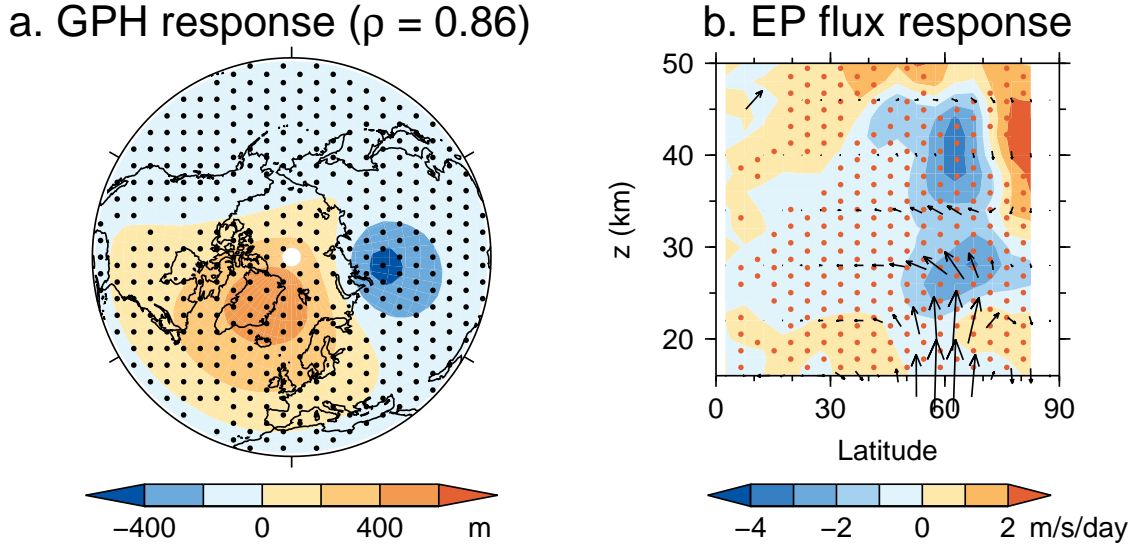 a. GPH response (ρ = 0.86)
b. EP flux response
50
40
30
20
z (km)
0 30 60 90
Latitude
−400 0 400 m
−4 −2 0 2 m/s/day